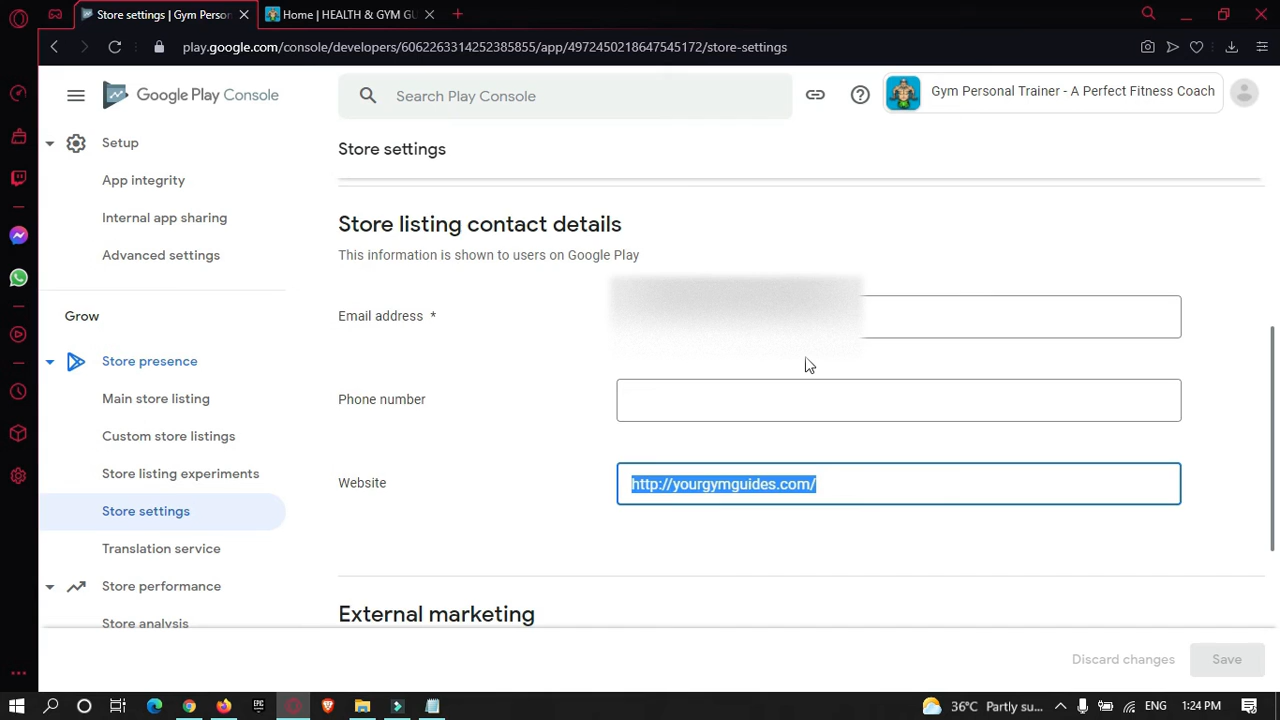 Store settings | Gym Person
Home | HEALTH & GYM GU
play.google.com/console/developers/6062263314252385855/app/4972450218647545172/store-settings
Google Play Console
Search Play Console
Gym Personal Trainer - A Perfect Fitness Coach
Setup
App integrity
Internal app sharing
Advanced settings
Grow
Store presence
Main store listing
Custom store listings
Store listing experiments
Store settings
Translation service
Store performance
Store analysis
Store settings
Store listing contact details
This information is shown to users on Google Play
Email address *
Phone number
Website
http://yourgymguides.com/
External marketing
Discard changes
Save
EPIC
36°C Partly su...
ENG
1:24 PM